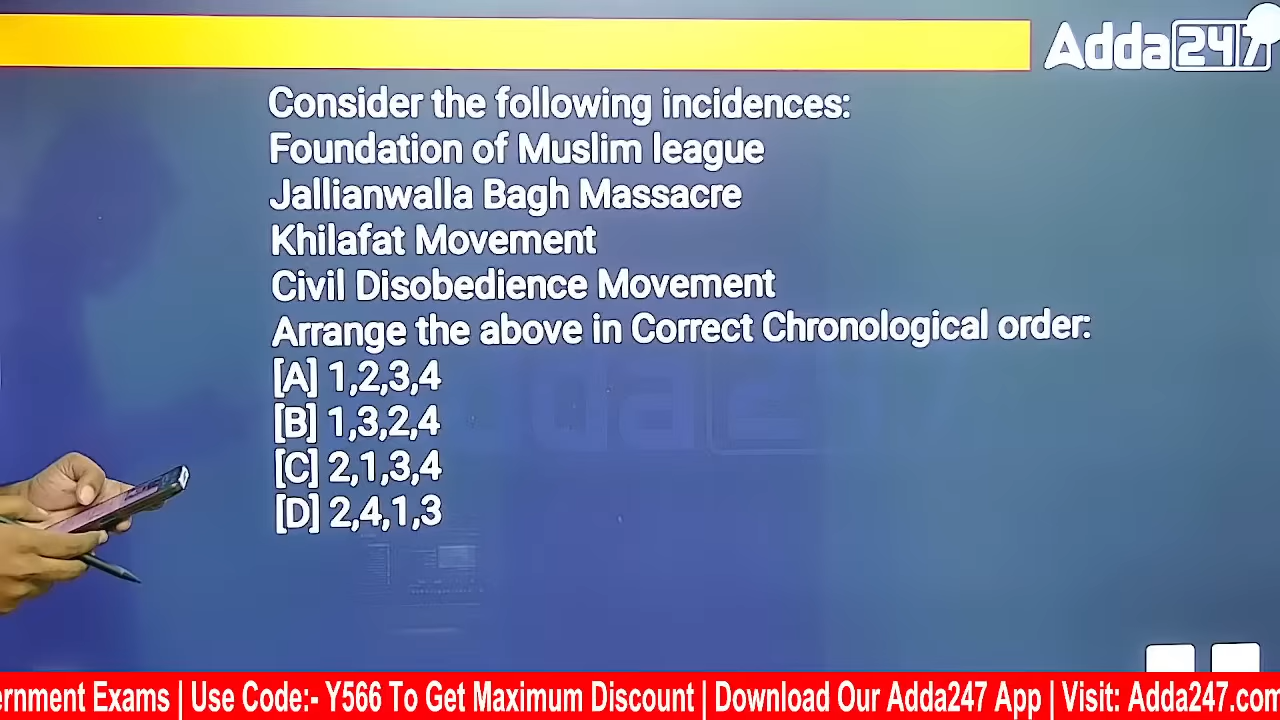 Adda247
Consider the following incidences:
Foundation of Muslim league
Jallianwalla Bagh Massacre
Khilafat Movement
Civil Disobedience Movement
Arrange the above in Correct Chronological order:
[A] 1,2,3,4
[B] 1,3,2,4
[C] 2,1,3,4
[D] 2,4,1,3
ernment Exams | Use Code:- Y566 To Get Maximum Discount | Download Our Adda247 App | Visit: Adda247.com